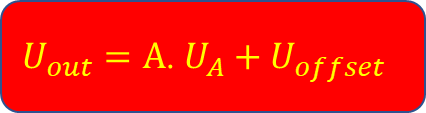 U_out = A. U_A + U_offset